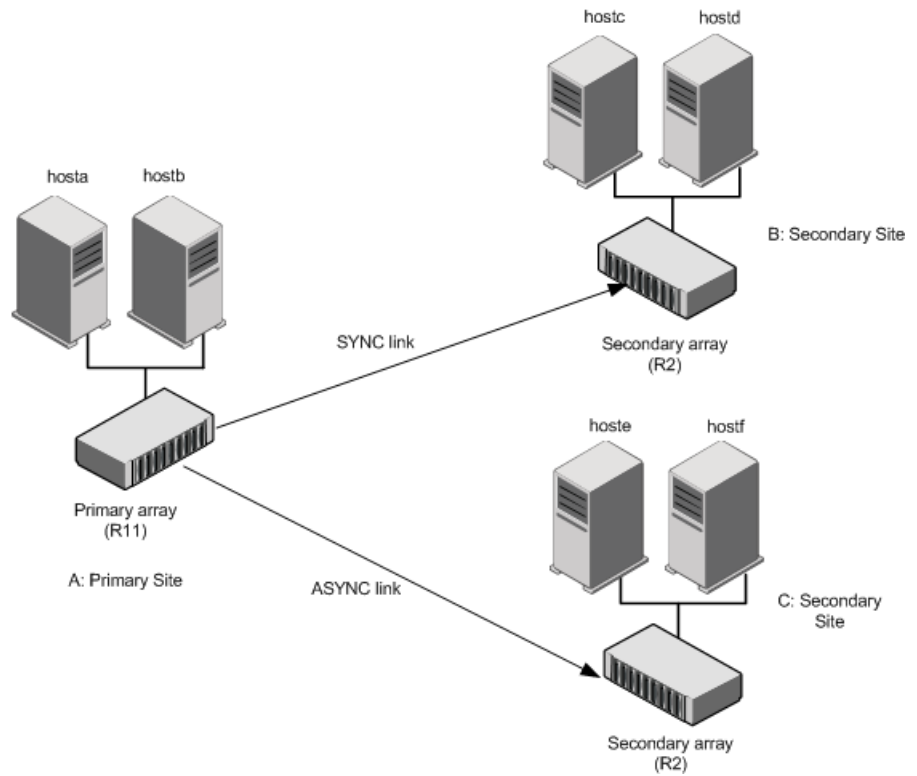 hostc
hostd
hosta
hostb
B: Secondary Site
SYNC link
Secondary array
(R2)
hoste
hostf
Primary array
(R11)
A: Primary Site
ASYNC link
C: Secondary
Site
Secondary array
(R2)